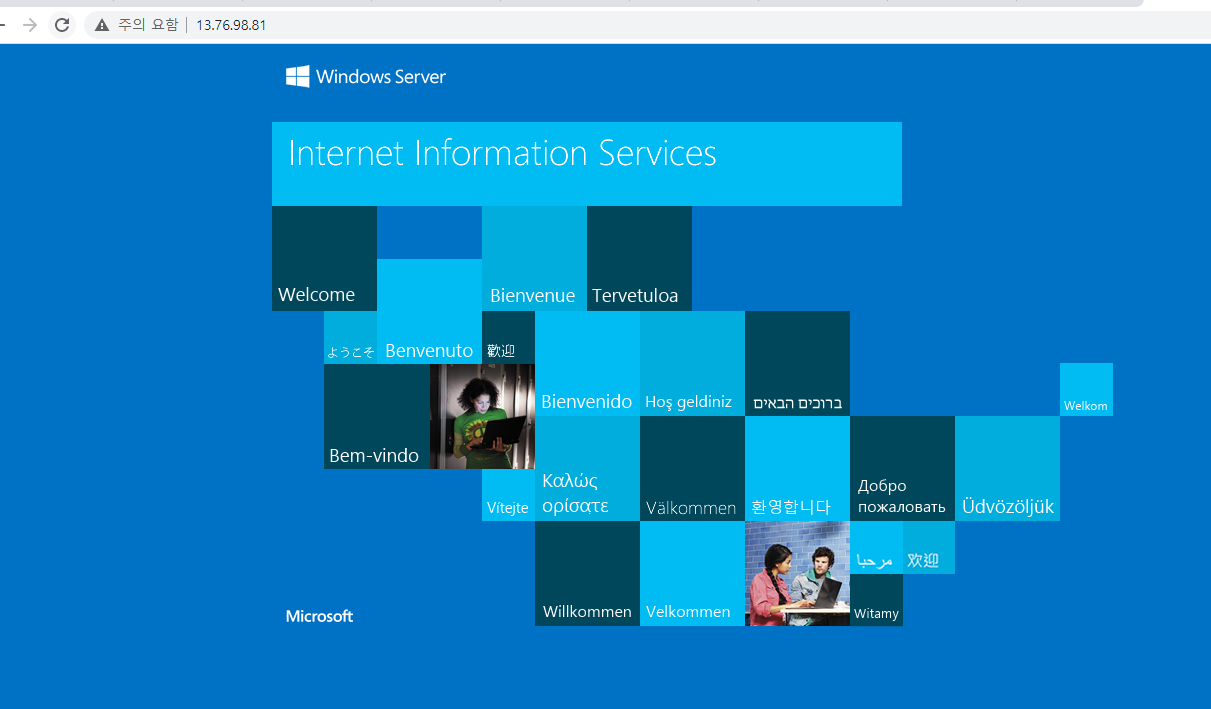 주의 요함 | 13.76.98.81
Windows Server
Internet Information Services
Welcome
Bienvenue
Tervetuloa
ようこそ
Benvenuto
歡迎
Bienvenido
Hoş geldiniz
ברוכים הבאים
Welkom
Bem-vindo
Vítejte
Καλώς
ορίσατε
Välkommen
환영합니다
Добро
пожаловать
Üdvözöljük
Willkommen
Velkommen
مرحبا
欢迎
Witamy
Microsoft